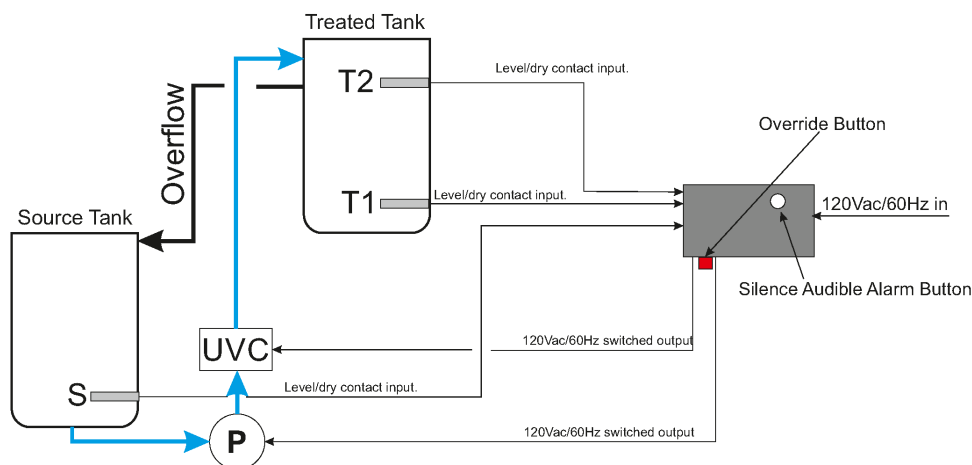 Treated Tank
T2
Level/dry contact input.
Override Button
Overflow
T1
Level/dry contact input.
120Vac/60Hz in
Source Tank
Silence Audible Alarm Button
UVC
120Vac/60Hz switched output
S
Level/dry contact input.
P
120Vac/60Hz switched output